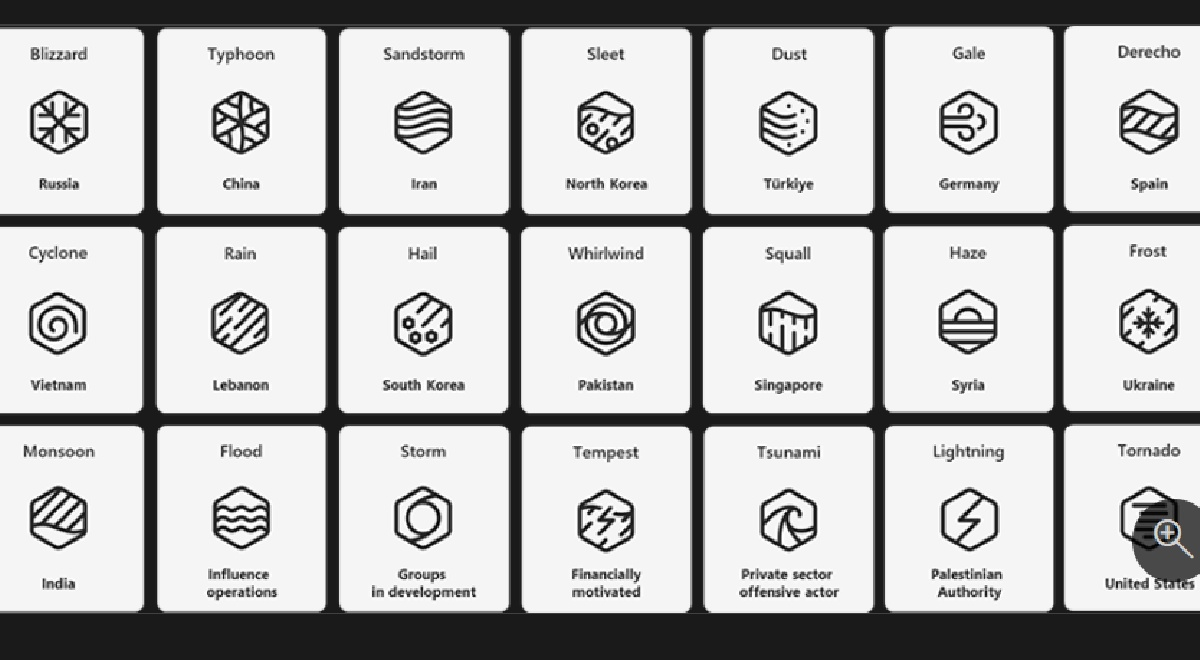 Blizzard Typhoon Sandstorm Sleet Dust Gale Derecho
Russia China Iran North Korea Türkiye Germany Spain
Cyclone Rain Hail Whirlwind Squall Haze Frost
Vietnam Lebanon South Korea Pakistan Singapore Syria Ukraine
Monsoon Flood Storm Tempest Tsunami Lightning Tornado
India
Influence
operations
Groups
in development
Financially
motivated
Private sector
offensive actor
Palestinian
Authority
United States